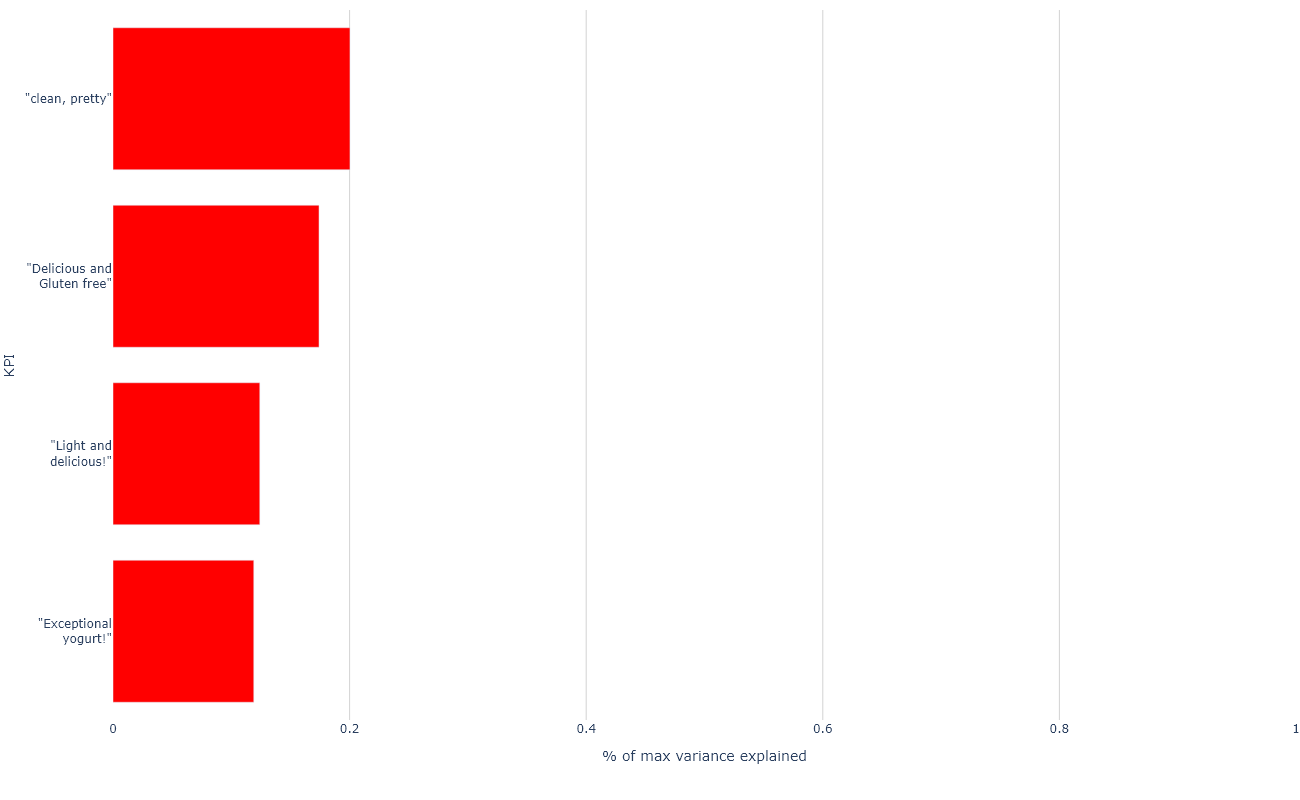 "clean, pretty"
"Delicious and
Gluten free"
KPI
"Light and
delicious!"
"Exceptional
yogurt!"
0 0.2 0.4 0.6 0.8 1
% of max variance explained